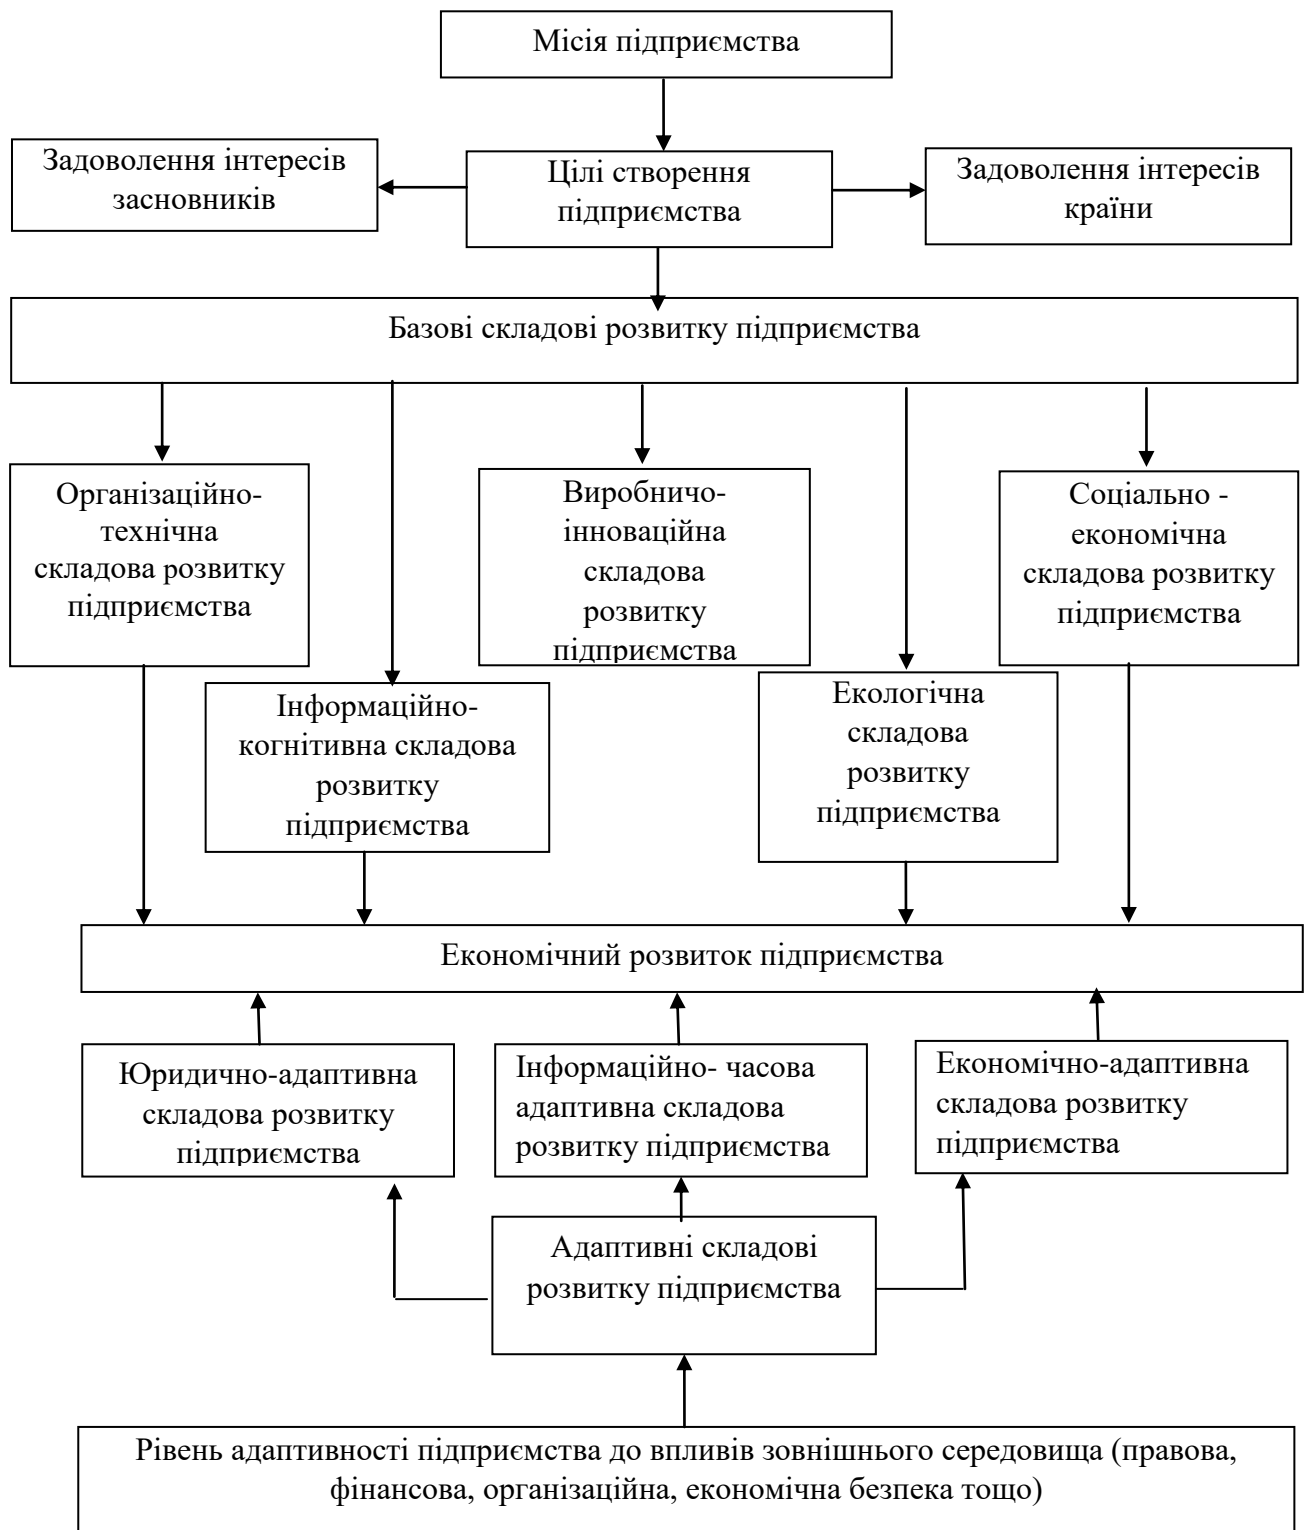 Місія підприємства
Задоволення інтересів
засновників
Цілі створення
підприємства
Задоволення інтересів
країни
Базові складові розвитку підприємства
Організаційно-
технічна
складова розвитку
підприємства
Виробничо-
інноваційна
складова
розвитку
підприємства
Соціально -
економічна
складова розвитку
підприємства
Інформаційно-
когнітивна складова
розвитку
підприємства
Екологічна
складова
розвитку
підприємства
Економічний розвиток підприємства
Юридично-адаптивна
складова розвитку
підприємства
Інформаційно- часова
адаптивна складова
розвитку підприємства
Економічно-адаптивна
складова розвитку
підприємства
Адаптивні складові
розвитку підприємства
Рівень адаптивності підприємства до впливів зовнішнього середовища (правова,
фінансова, організаційна, економічна безпека тощо)